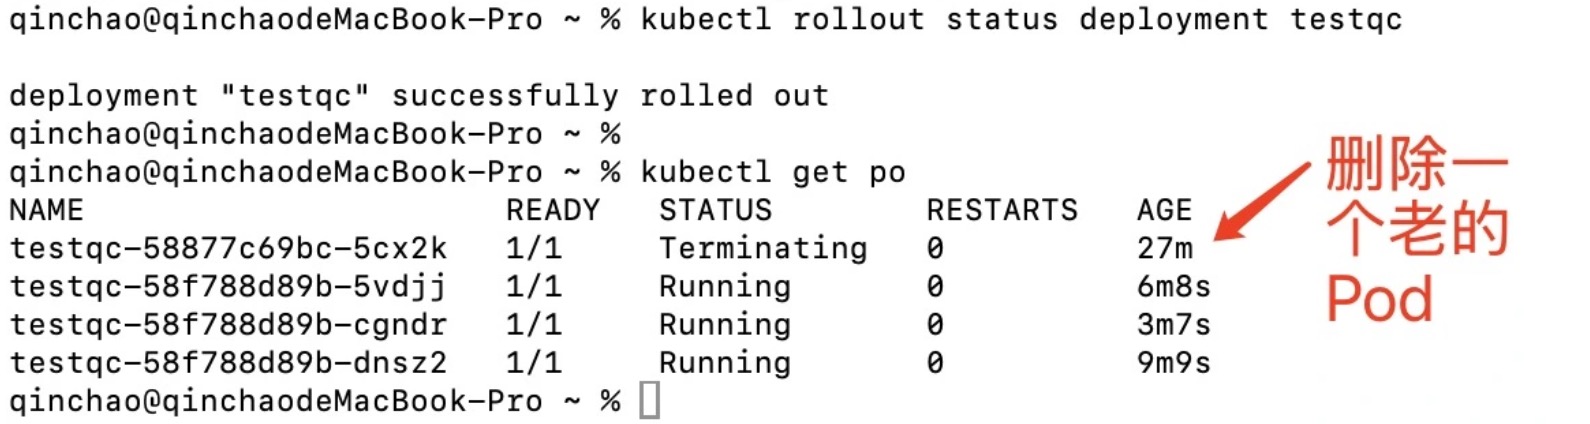 qinchao@qinchaodeMacBook-Pro ~ % kubectl rollout status deployment testqc
deployment "testqc" successfully rolled out
qinchao@qinchaodeMacBook-Pro ~ %
qinchao@qinchaodeMacBook-Pro ~ % kubectl get po
NAME READY STATUS RESTARTS AGE
testqc-58877c69bc-5cx2k 1/1 Terminating 0 27m
testqc-58f788d89b-5vdjj 1/1 Running 0 6m8s
testqc-58f788d89b-cgndr 1/1 Running 0 3m7s
testqc-58f788d89b-dnsz2 1/1 Running 0 9m9s
qinchao@qinchaodeMacBook-Pro ~ %
删除一
个老的
Pod